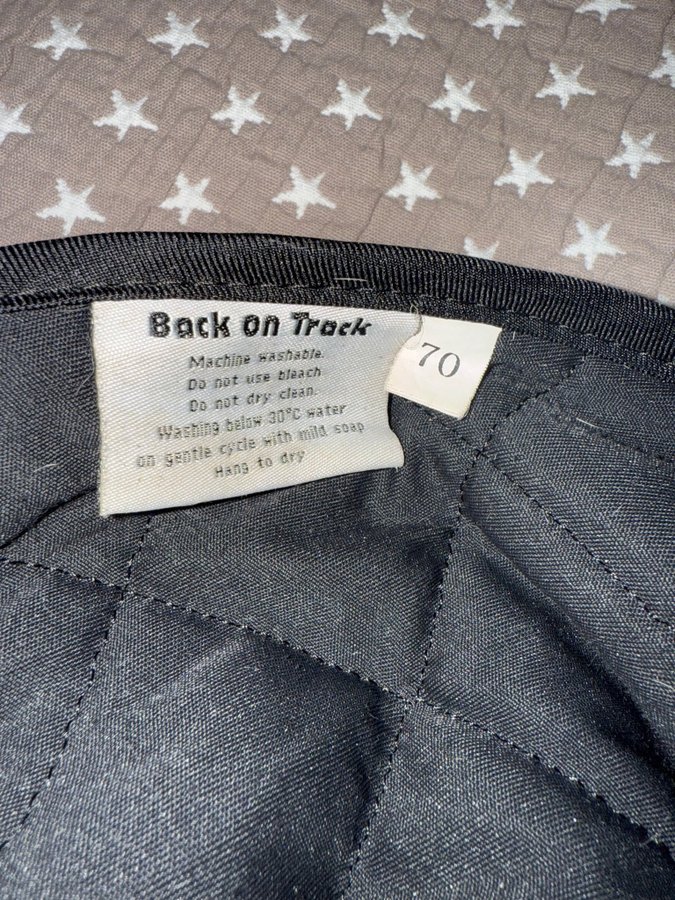 Back on Track
Machine washable.
Do not use bleach
Do not dry clean.
Washing below 30°C water
on gentle cycle with mild soap
Hang to dry
70